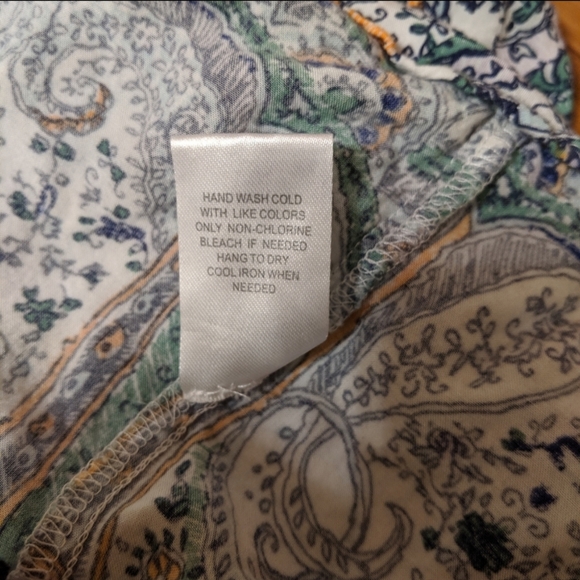 HAND WASH COLD
WITH LIKE COLORS
ONLY NON-CHLORINE
BLEACH IF NEEDED
HANG TO DRY
COOL IRON WHEN
NEEDED